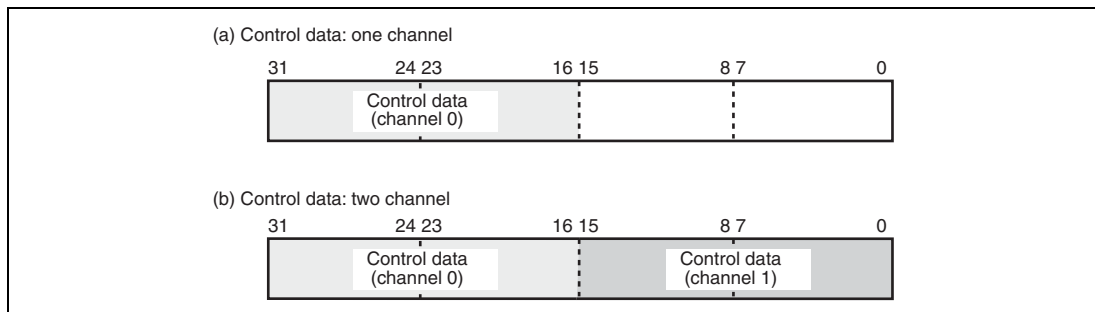 (a) Control data: one channel
31 24 23 16 15 8 7 0
Control data
(channel 0)
(b) Control data: two channel
31 24 23 16 15 8 7 0
Control data Control data
(channel 0) (channel 1)